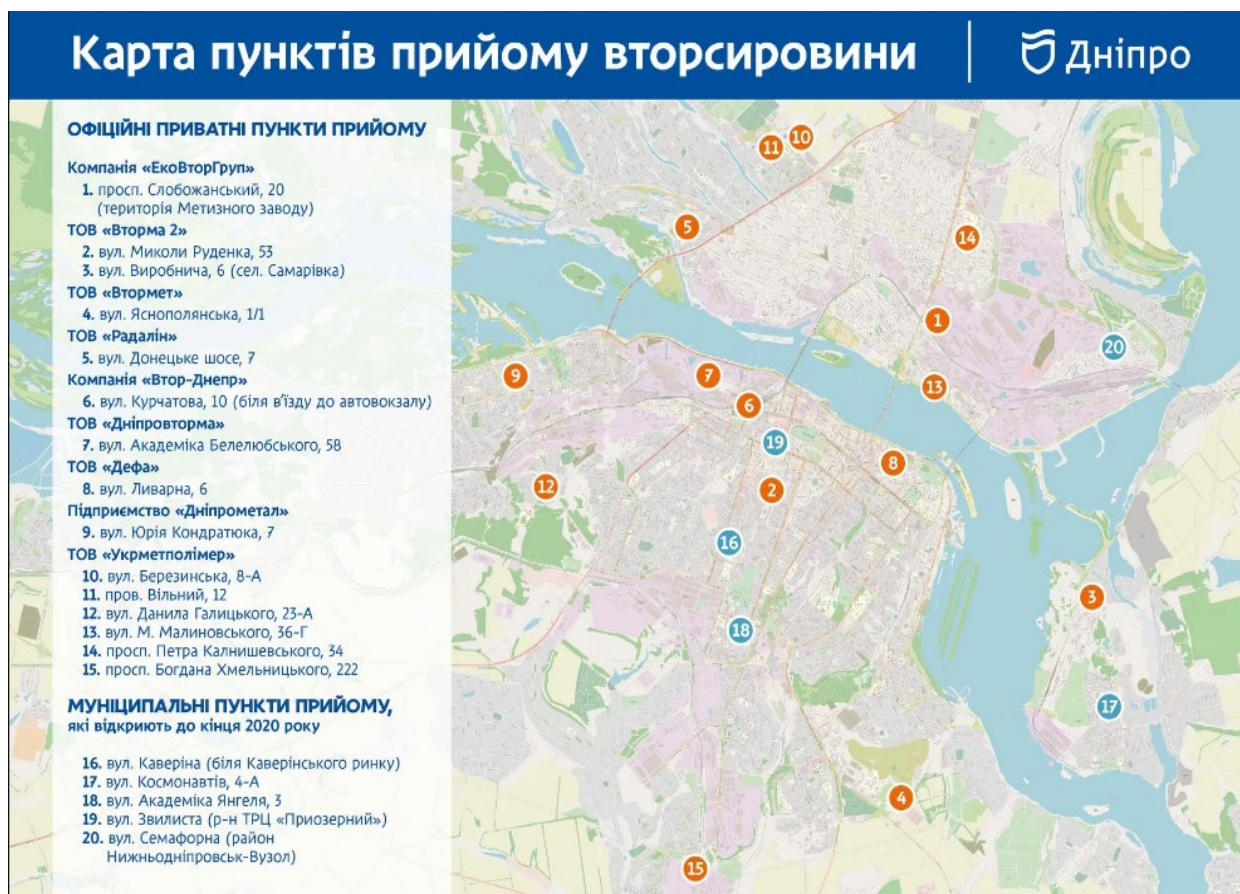 Карта пунктів прийому вторсировини
Дніпро
ОФІЦІЙНІ ПРИВАТНІ ПУНКТИ ПРИЙОМУ
Компанія «ЕкоВторГруп»
1. просп. Слобожанський, 20
(територія Метизного заводу)
ТОВ «Вторма 2»
2. вул. Миколи Руденка, 53
3. вул. Виробнича, 6 (сел. Самарівка)
ТОВ «Втормет»
4. вул. Яснополянська, 1/1
ТОВ «Радалін»
5. вул. Донецьке шосе, 7
Компанія «Втор-Днепр»
6. вул. Курчатова, 10 (біля в'їзду до автовокзалу)
ТОВ «Дніпровторма»
7. вул. Академіка Белелюбського, 58
ТОВ «Дефа»
8. вул. Ливарна, 6
Підприємство «Дніпрометал»
9. вул. Юрія Кондратюка, 7
ТОВ «Укрметполімер»
10. вул. Березинська, 8-А
11. пров. Вільний, 12
12. вул. Данила Галицького, 23-А
13. вул. М. Малиновського, 36-Г
14. просп. Петра Калнишевського, 34
15. просп. Богдана Хмельницького, 222
МУНІЦИПАЛЬНІ ПУНКТИ ПРИЙОМУ,
які відкриють до кінця 2020 року
16. вул. Каверіна (біля Каверінського ринку)
17. вул. Космонавтів, 4-А
18. вул. Академіка Янгеля, 3
19. вул. Звилиста (р-н ТРЦ «Приозерний»)
20. вул. Семафорна (район
Нижньодніпровськ-Вузол)
10
11
5
14
1
20
9
7
13
6
19
8
12
2
16
3
18
17
4
15